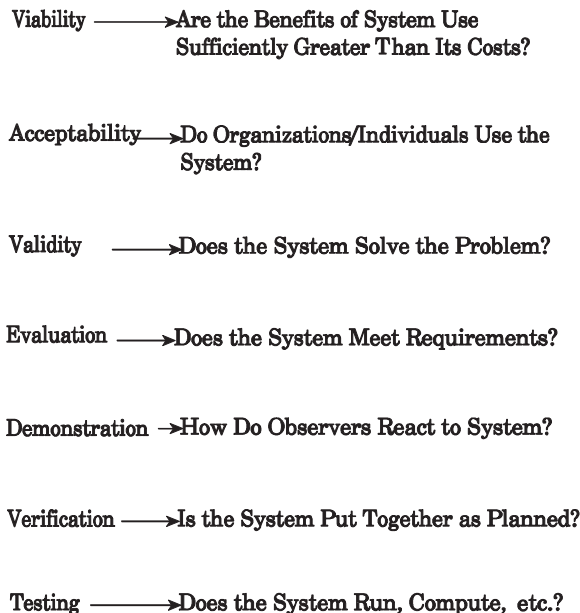 Viability Are the Benefits of System Use
Sufficiently Greater Than Its Costs?
Acceptability Do Organizations/Individuals Use the
System?
Validity Does the System Solve the Problem?
Evaluation Does the System Meet Requirements?
Demonstration How Do Observers React to System?
Verification Is the System Put Together as Planned?
Testing Does the System Run, Compute, etc.?